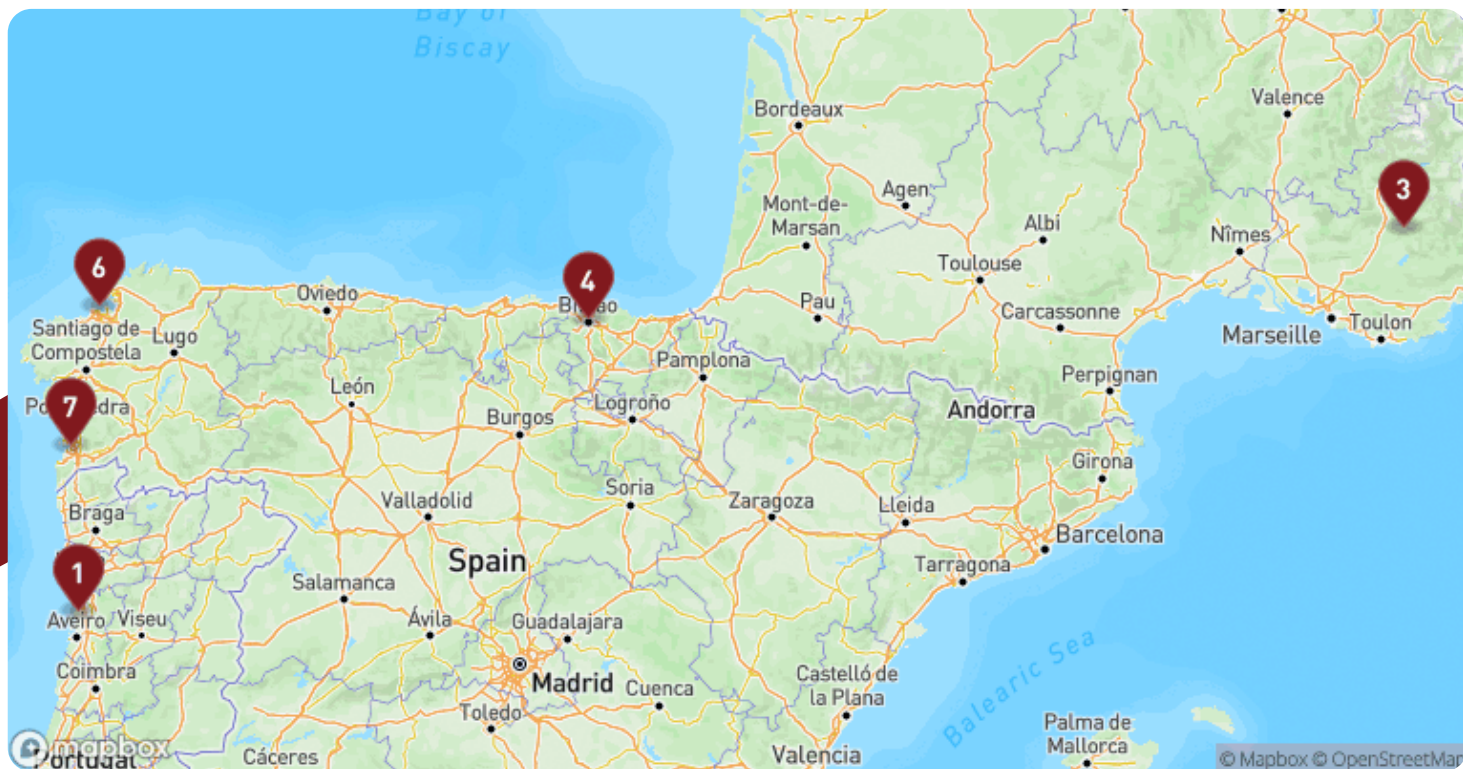 Bay of
Biscay
Bordeaux
Valence
Agen
Mont-de-
Marsan
Albi
Nîmes
3
Toulouse
6
4
Oviedo
Pau
Carcassonne
Santiago de
Compostela
Lugo
Marseille
Toulon
Pamplona
Perpignan
León
7
Logroño
Andorra
Burgos
Girona
Soria
Valladolid
Zaragoza
Lleida
Braga
Barcelona
Spain
Tarragona
1
Salamanca
Aveiro
Viseu
Ávila
Guadalajara
Coimbra
Madrid
Cuenca
Castelló de
la Plana
Balearic Sea
Toledo
Palma de
Mallorca
mapbox
Portugal
Cáceres
Valencia
© Mapbox © OpenStreetMap